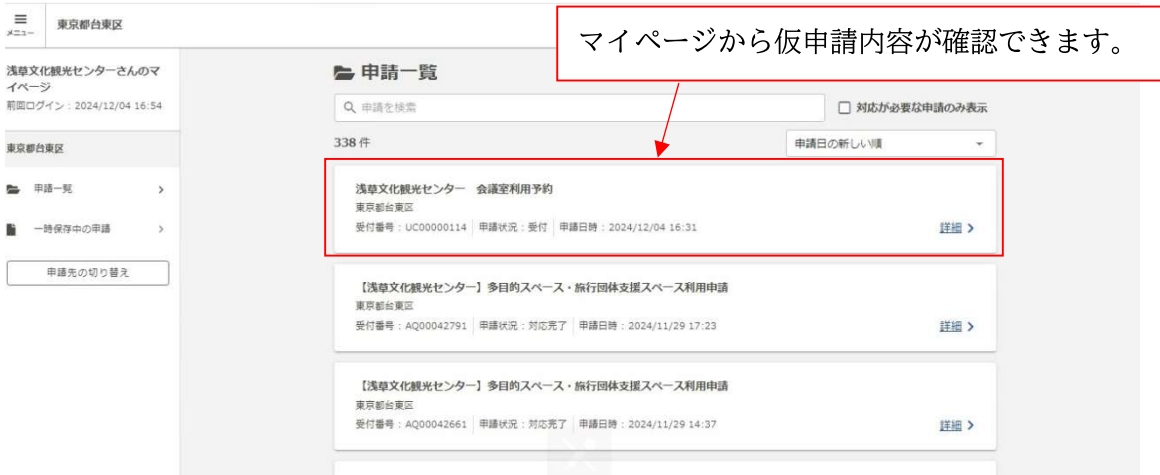 メニュー
東京都台東区
マイページから仮申請内容が確認できます。
浅草文化観光センターさんのマ
イページ
前回ログイン：2024/12/04 16:54
東京都台東区
申請一覧
一時保存中の申請
申請先の切り替え
申請一覧
申請を検索
対応が必要な申請のみ表示
338 件
申請日の新しい順
浅草文化観光センター　会議室利用予約
東京都台東区
受付番号：UC00000114 申請状況：受付 申請日時：2024/12/04 16:31
詳細
【浅草文化観光センター】多目的スペース・旅行団体支援スペース利用申請
東京都台東区
受付番号：AQ00042791 申請状況：対応完了 申請日時：2024/11/29 17:23
詳細
【浅草文化観光センター】多目的スペース・旅行団体支援スペース利用申請
東京都台東区
受付番号：AQ00042661 申請状況：対応完了 申請日時：2024/11/29 14:37
詳細